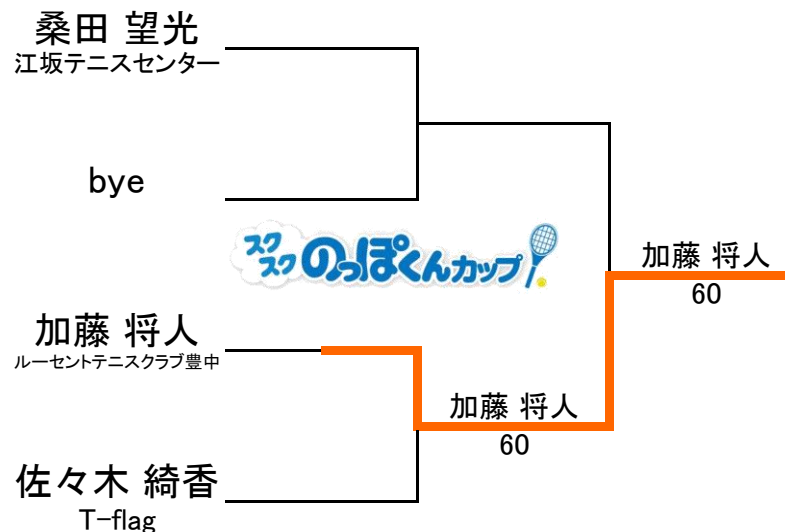 桑田 望光
江坂テニスセンター
bye
スクスク のっぽくんカップ
加藤 将人
60
加藤 将人
ルーセントテニスクラブ豊中
加藤 将人
60
佐々木 綺香
T-flag